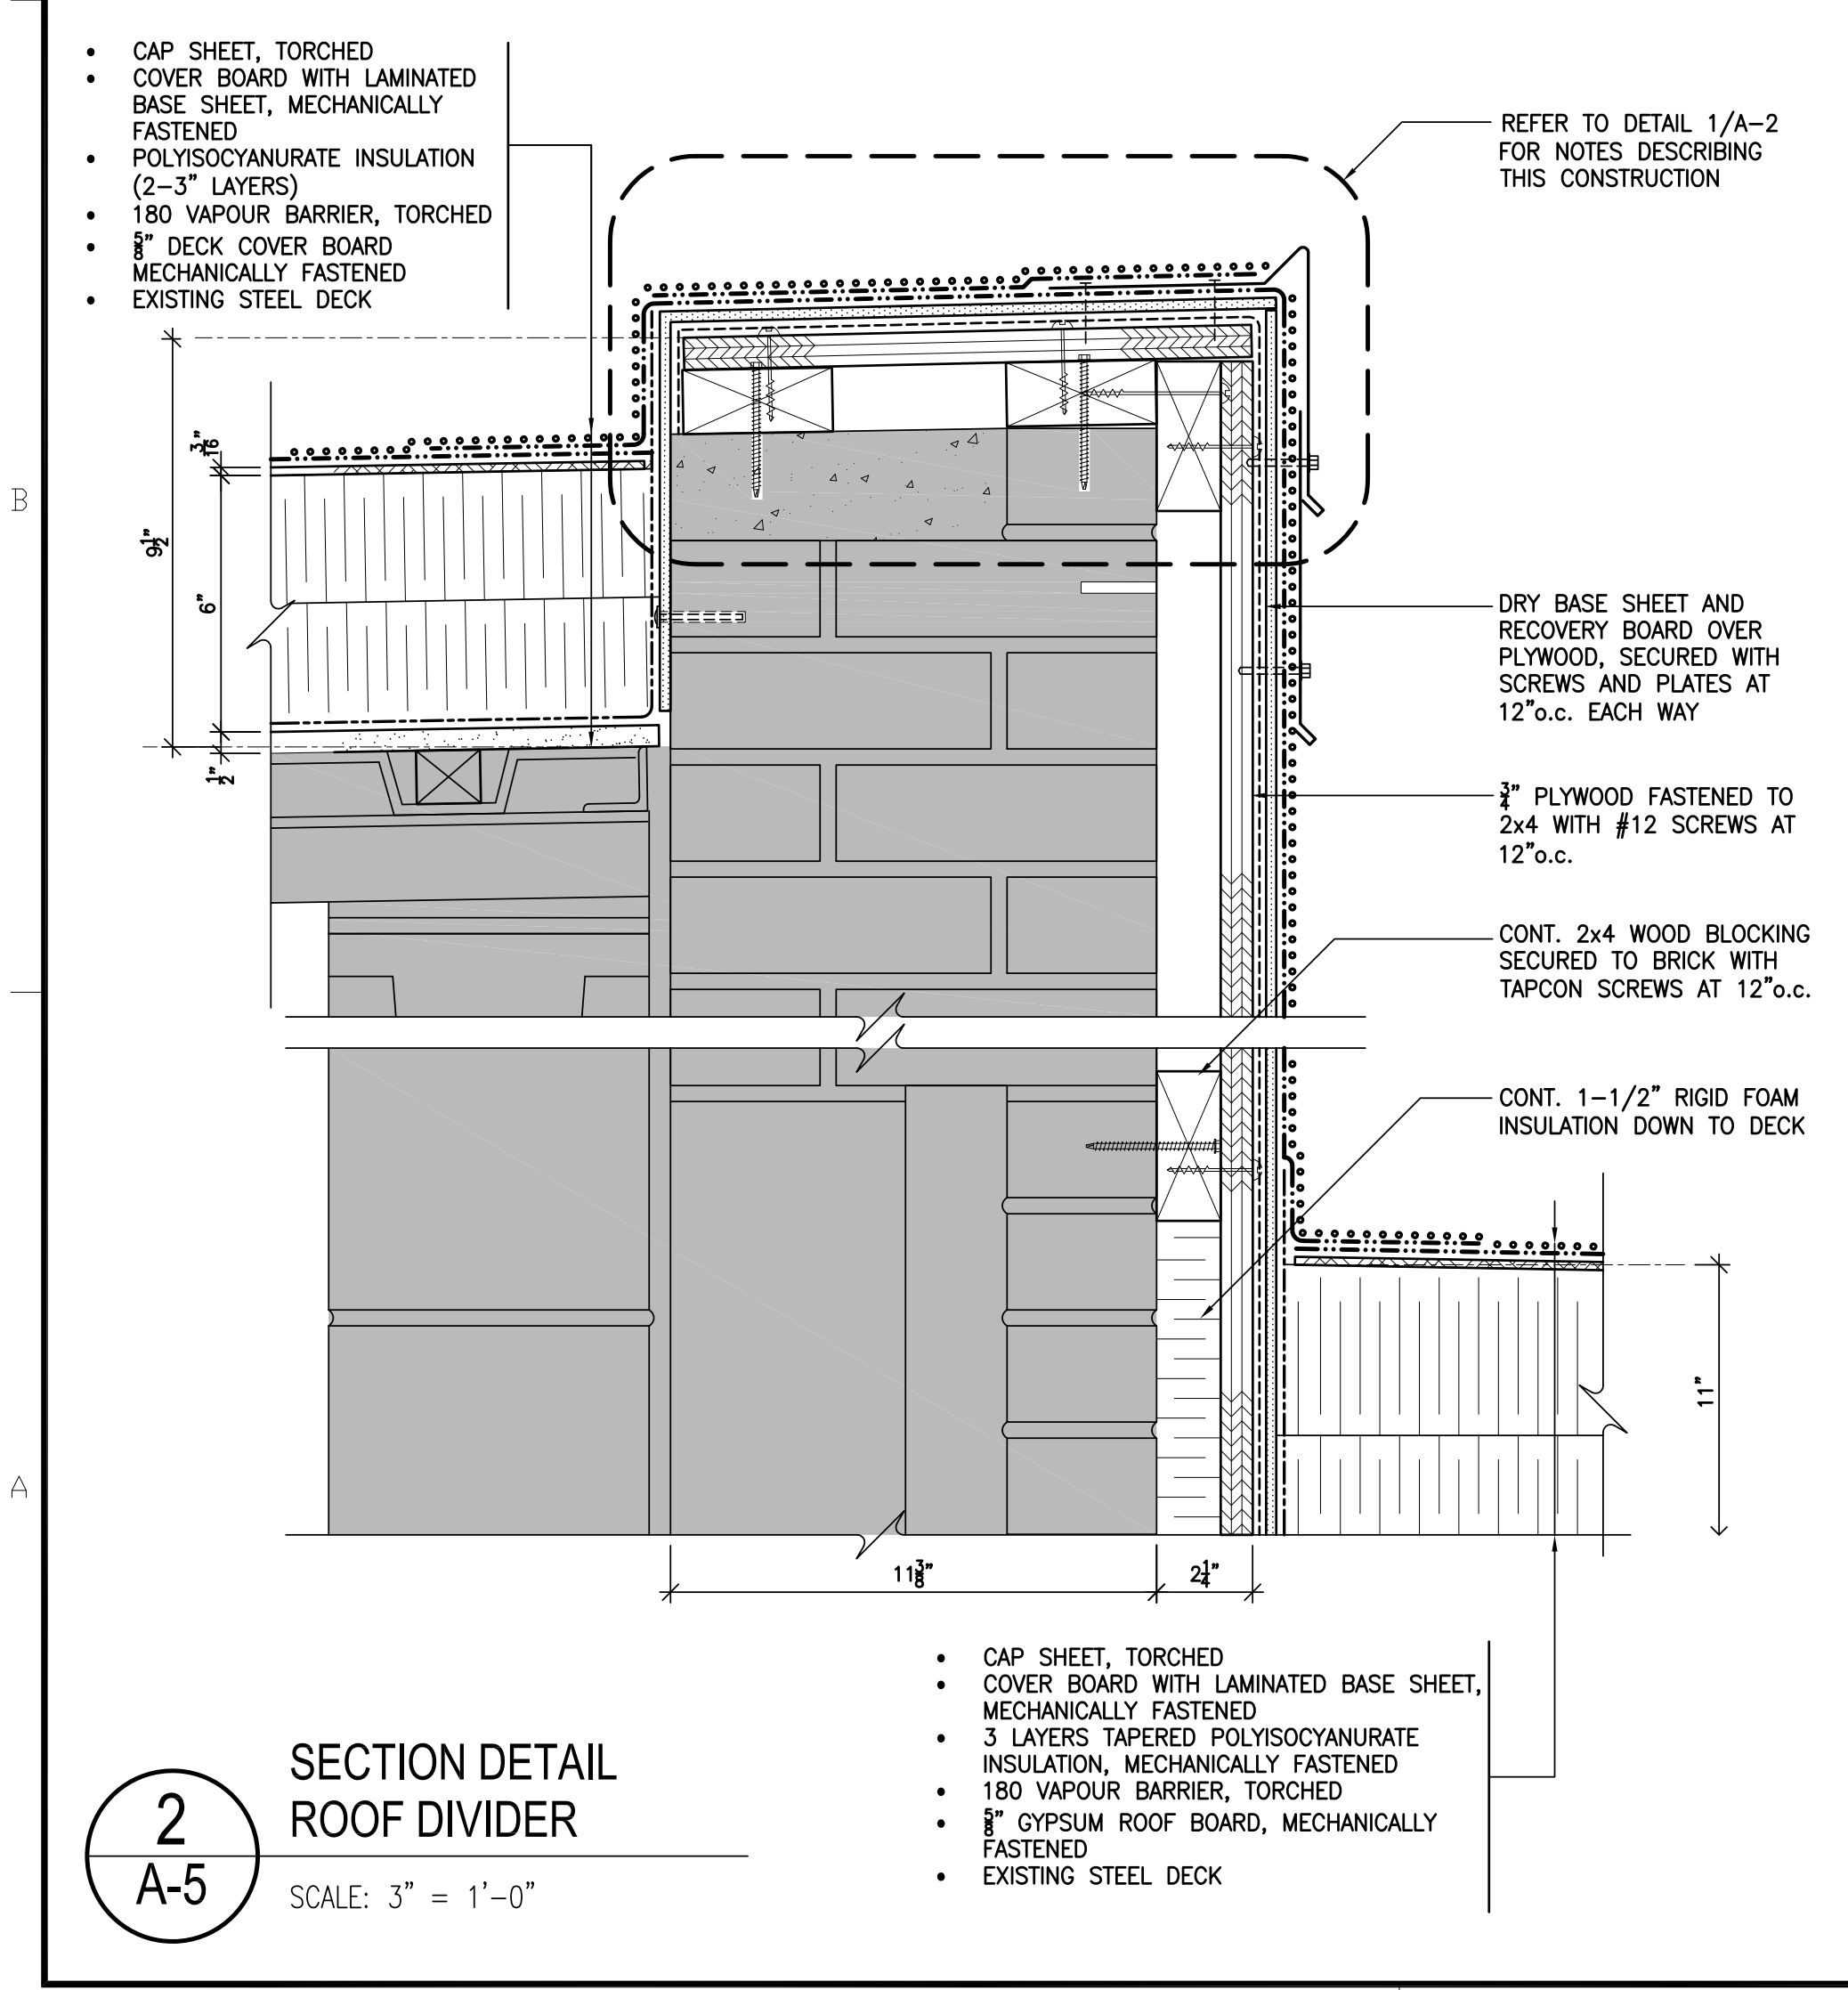 • CAP SHEET, TORCHED
• COVER BOARD WITH LAMINATED
BASE SHEET, MECHANICALLY
FASTENED
• POLYISOCYANURATE INSULATION
(2-3" LAYERS)
• 180 VAPOUR BARRIER, TORCHED
• 5/8" DECK COVER BOARD
MECHANICALLY FASTENED
• EXISTING STEEL DECK
REFER TO DETAIL 1/A-2
FOR NOTES DESCRIBING
THIS CONSTRUCTION
3/16"
B
9 1/2"
6"
1/2"
DRY BASE SHEET AND
RECOVERY BOARD OVER
PLYWOOD, SECURED WITH
SCREWS AND PLATES AT
12"o.c. EACH WAY
3/4" PLYWOOD FASTENED TO
2x4 WITH #12 SCREWS AT
12"o.c.
CONT. 2x4 WOOD BLOCKING
SECURED TO BRICK WITH
TAPCON SCREWS AT 12"o.c.
CONT. 1-1/2" RIGID FOAM
INSULATION DOWN TO DECK
11"
A
11 3/8"
2 1/4"
• CAP SHEET, TORCHED
• COVER BOARD WITH LAMINATED BASE SHEET,
MECHANICALLY FASTENED
• 3 LAYERS TAPERED POLYISOCYANURATE
INSULATION, MECHANICALLY FASTENED
• 180 VAPOUR BARRIER, TORCHED
• 5/8" GYPSUM ROOF BOARD, MECHANICALLY
FASTENED
• EXISTING STEEL DECK
2
A-5
SECTION DETAIL
ROOF DIVIDER
SCALE: 3" = 1'-0"